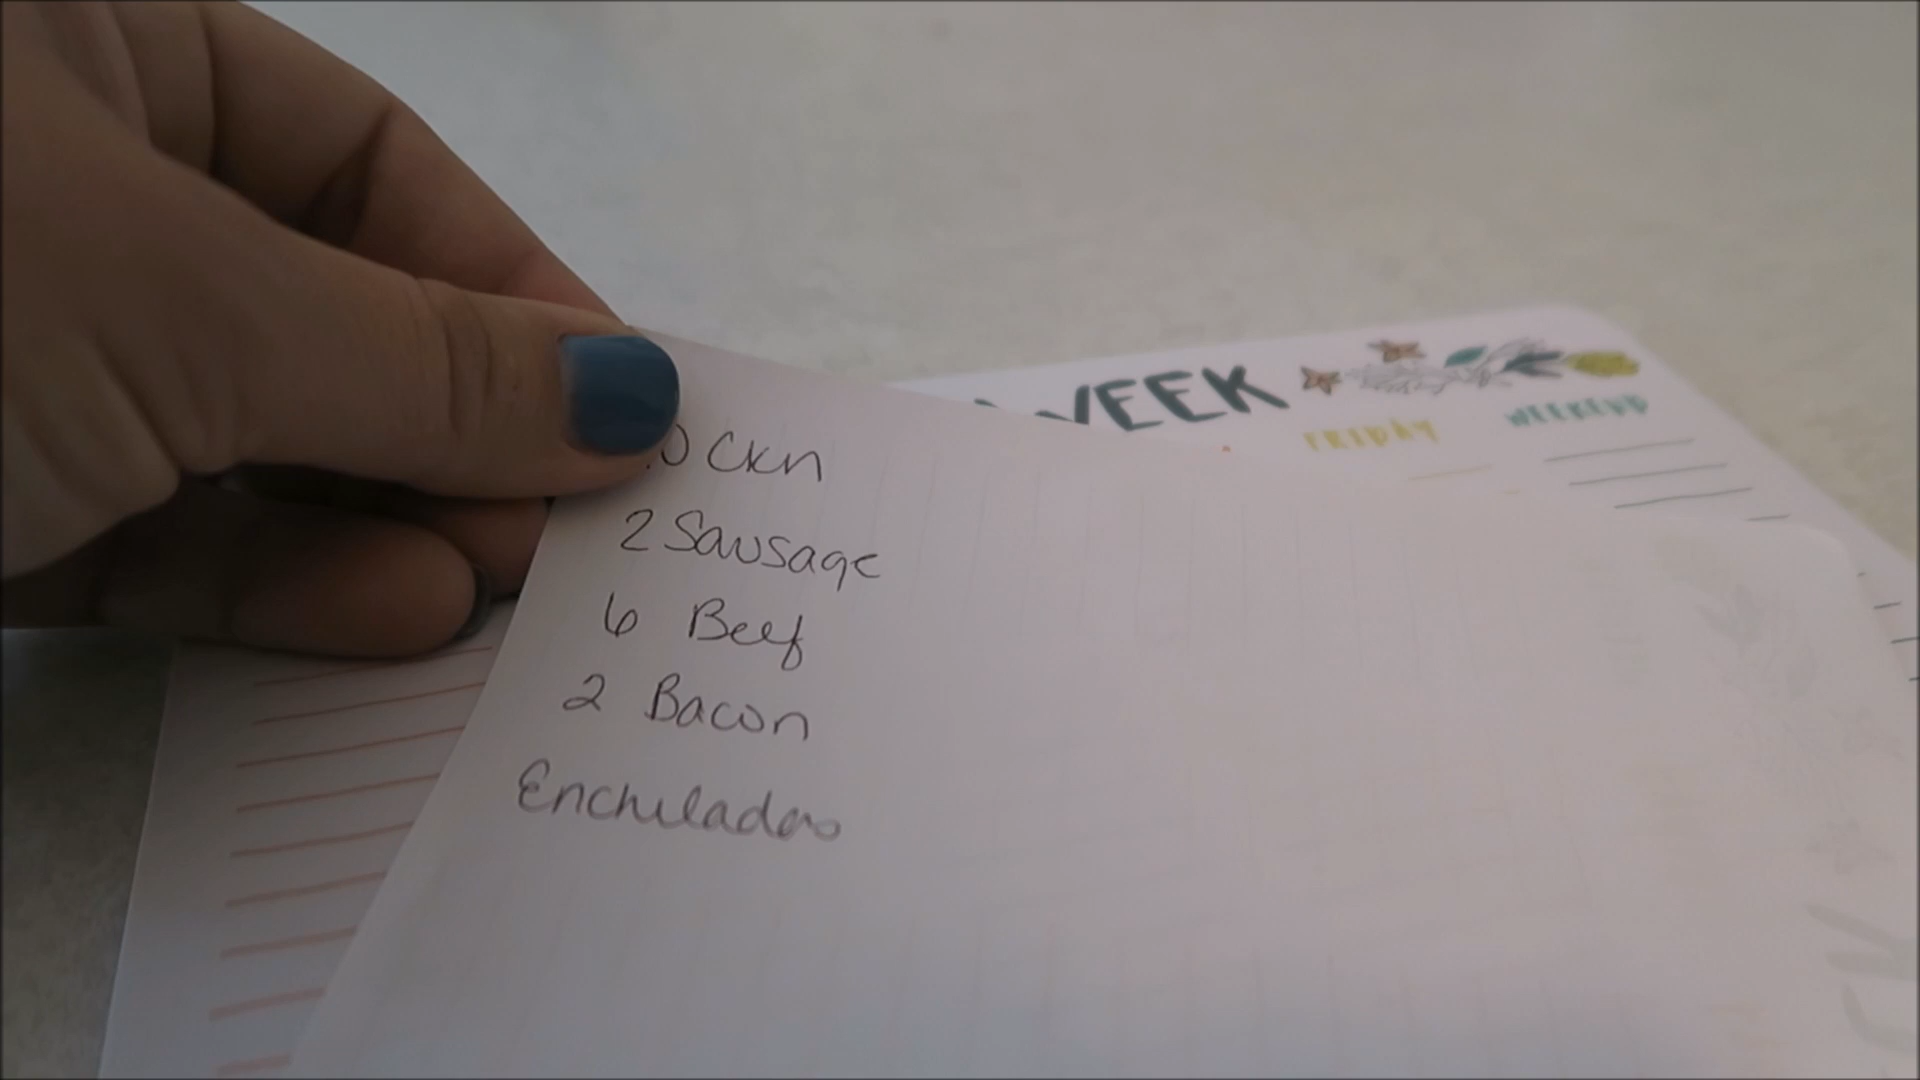 WEEK
FRIDAY
WEEKEND
Ckn
2 Sausage
6 Beef
2 Bacon
Enchiladas